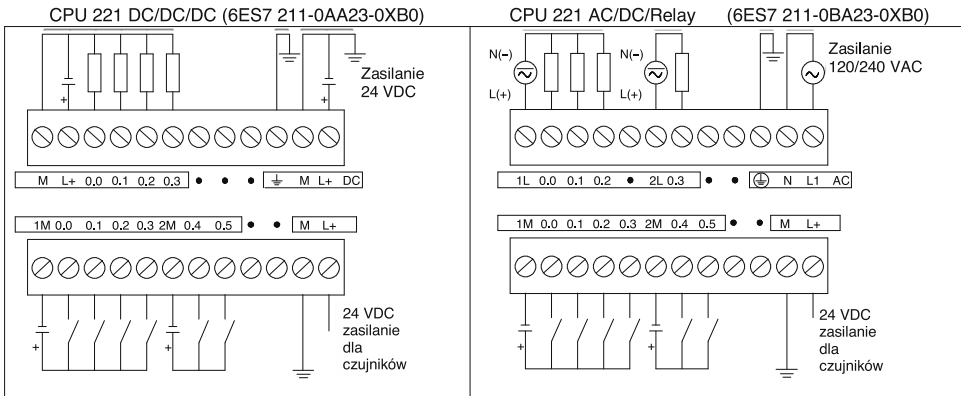 CPU 221 DC/DC/DC (6ES7 211-0AA23-0XB0)
Zasilanie
24 VDC
+
+
M L+ 0.0 0.1 0.2 0.3 • • • ⏚ M L+ DC
1M 0.0 0.1 0.2 0.3 2M 0.4 0.5 • • M L+
+
+
24 VDC
zasilanie
dla
czujników
CPU 221 AC/DC/Relay (6ES7 211-0BA23-0XB0)
N(–)
L(+)
N(–)
L(+)
Zasilanie
120/240 VAC
1L 0.0 0.1 0.2 • 2L 0.3 • • ⏚ N L1 AC
1M 0.0 0.1 0.2 0.3 2M 0.4 0.5 • • M L+
+
+
24 VDC
zasilanie
dla
czujników